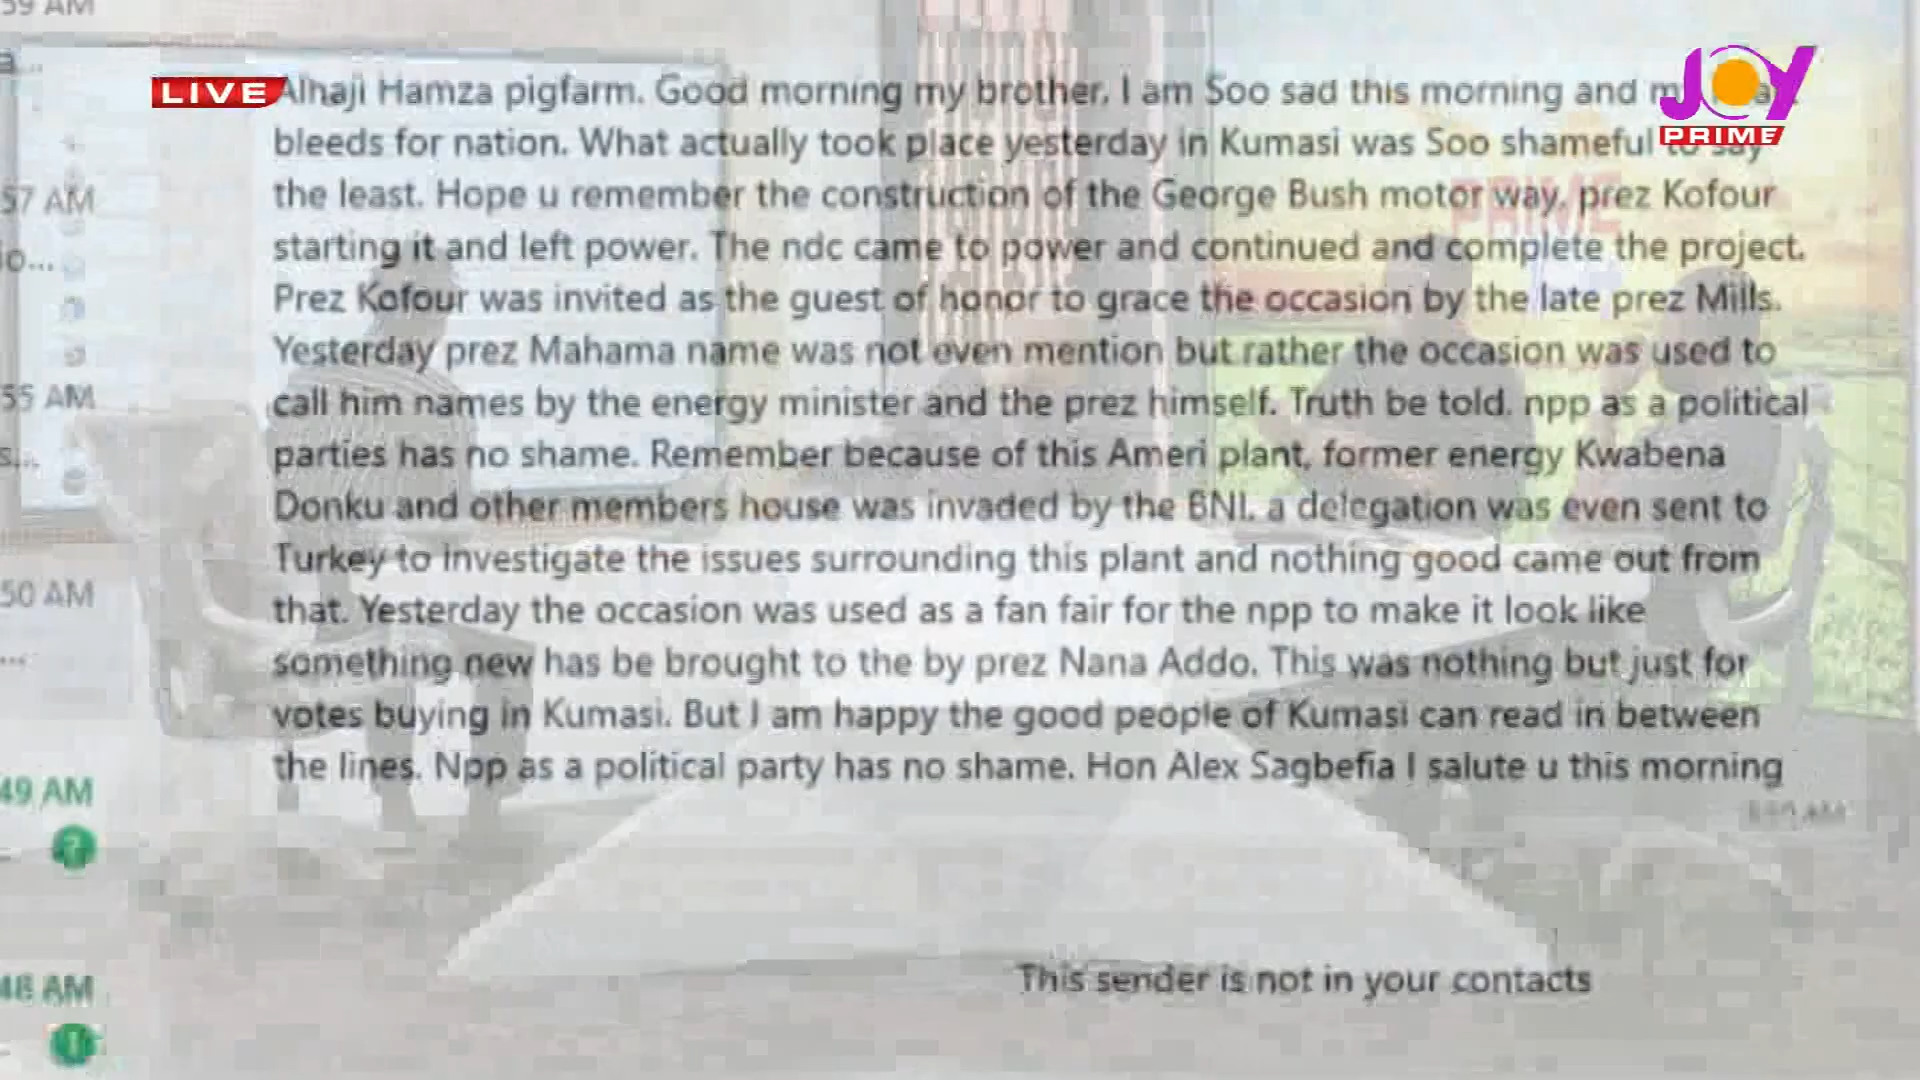 59 AM
a...
LIVE
JOY
PRIME
Alhaji Hamza pigfarm. Good morning my brother. I am Soo sad this morning and
bleeds for nation. What actually took place yesterday in Kumasi was Soo shameful to say
57 AM
the least. Hope u remember the construction of the George Bush motor way. prez Kofour
PRIME
io...
starting it and left power. The ndc came to power and continued and complete the project.
Prez Kofour was invited as the guest of honor to grace the occasion by the late prez Mills.
Yesterday prez Mahama name was not even mention but rather the occasion was used to
55 AM
call him names by the energy minister and the prez himself. Truth be told. npp as a political
s...
parties has no shame. Remember because of this Ameri plant, former energy Kwabena
Donku and other members house was invaded by the BNI. a delegation was even sent to
Turkey to investigate the issues surrounding this plant and nothing good came out from
50 AM
that. Yesterday the occasion was used as a fan fair for the npp to make it look like
...
something new has be brought to the by prez Nana Addo. This was nothing but just for
votes buying in Kumasi. But I am happy the good people of Kumasi can read in between
the lines. Npp as a political party has no shame. Hon Alex Sagbefia I salute u this morning
49 AM
2
This sender is not in your contacts
48 AM
1